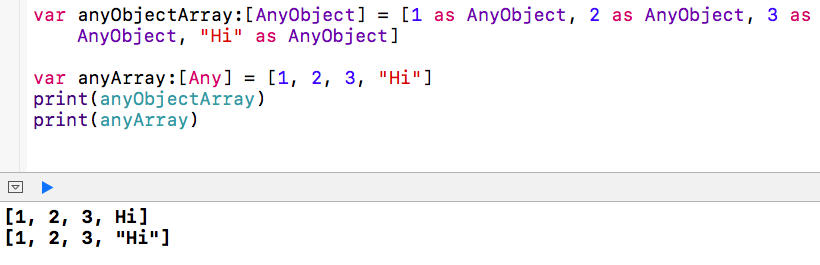 var anyObjectArray:[AnyObject] = [1 as AnyObject, 2 as AnyObject, 3 as
AnyObject, "Hi" as AnyObject]
var anyArray:[Any] = [1, 2, 3, "Hi"]
print(anyObjectArray)
print(anyArray)
[1, 2, 3, Hi]
[1, 2, 3, "Hi"]